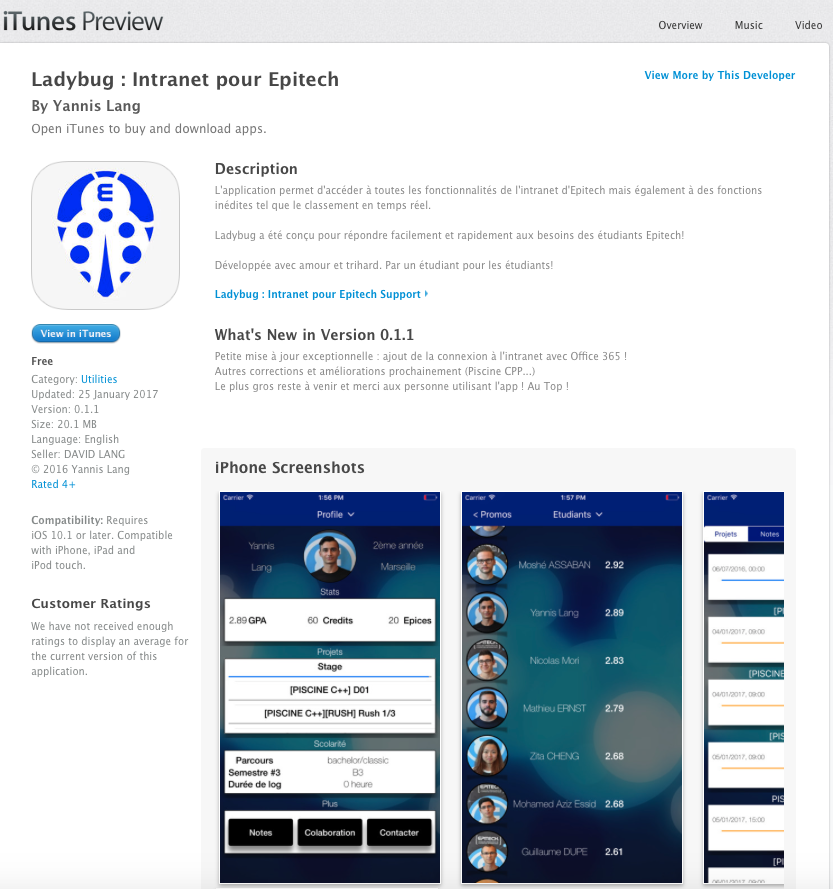 iTunes Preview
Overview Music Video
Ladybug : Intranet pour Epitech
View More by This Developer
By Yannis Lang
Open iTunes to buy and download apps.
Description
L'application permet d'accéder à toutes les fonctionnalités de l'intranet d'Epitech mais également à des fonctions
inédites tel que le classement en temps réel.
Ladybug a été conçu pour répondre facilement et rapidement aux besoins des étudiants Epitech!
Développée avec amour et trihard. Par un étudiant pour les étudiants!
Ladybug : Intranet pour Epitech Support
What's New in Version 0.1.1
Petite mise à jour exceptionnelle : ajout de la connexion à l'intranet avec Office 365 !
Autres corrections et améliorations prochainement (Piscine CPP...)
Le plus gros reste à venir et merci aux personne utilisant l'app ! Au Top !
View in iTunes
Free
Category: Utilities
Updated: 25 January 2017
Version: 0.1.1
Size: 20.1 MB
Language: English
Seller: DAVID LANG
© 2016 Yannis Lang
Rated 4+
Compatibility: Requires
iOS 10.1 or later. Compatible
with iPhone, iPad and
iPod touch.
Customer Ratings
We have not received enough
ratings to display an average for
the current version of this
application.
iPhone Screenshots
Carrier 1:56 PM
Profile
Yannis 2ème année
Lang Marseille
Stats
2.89 GPA 60 Credits 20 Epices
Projets
Stage
[PISCINE C++] D01
[PISCINE C++][RUSH] Rush 1/3
Scolarité
Parcours bachelor/classic
Semestre #3 B3
Durée de log 0 heure
Plus
Notes Colaboration Contacter
Carrier 1:57 PM
< Promos Etudiants
Moshé ASSABAN 2.92
Yannis Lang 2.89
Nicolas Mori 2.83
Mathieu ERNST 2.79
Zita CHENG 2.68
Mohamed Aziz Essid 2.68
Guillaume DUPE 2.61
Carrier
Projets Notes
06/07/2016, 00:00
[PI
04/01/2017, 09:00
[PISCINE
04/01/2017, 09:00
[PIS
05/01/2017, 09:00
PIS
05/01/2017, 15:00
[PI